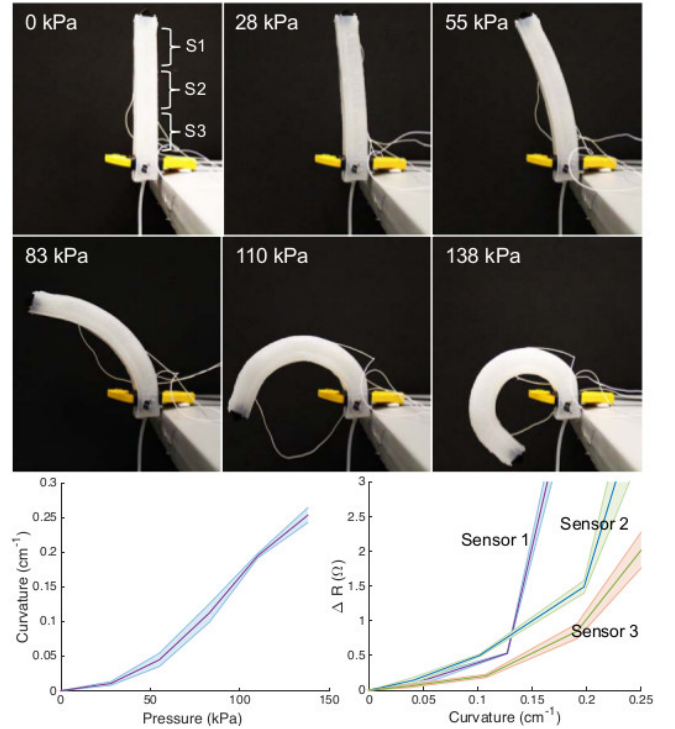 0 kPa
28 kPa
55 kPa
S1
S2
S3
83 kPa
110 kPa
138 kPa
0.3
0.25
0.2
0.15
0.1
0.05
0
Curvature (cm⁻¹)
0
50
100
150
Pressure (kPa)
3
2.5
2
1.5
1
0.5
0
Δ R (Ω)
Sensor 1
Sensor 2
Sensor 3
0
0.05
0.1
0.15
0.2
0.25
Curvature (cm⁻¹)